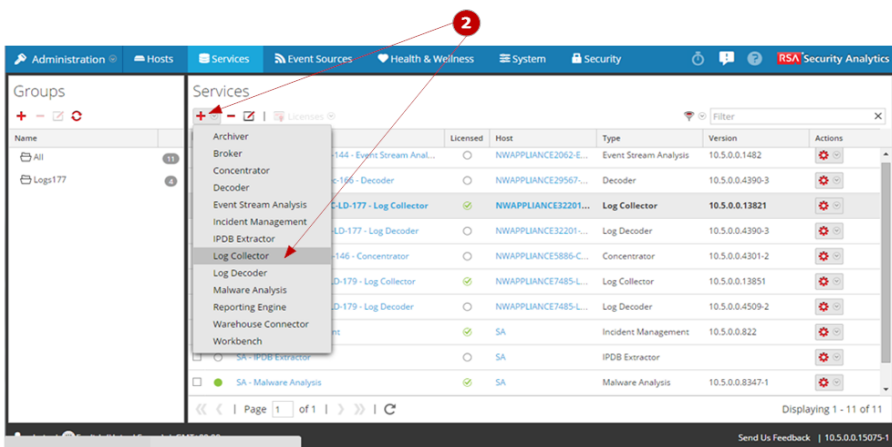 2
Administration Hosts Services Event Sources Health & Wellness System Security RSA Security Analytics
Groups
Services
Licenses
Filter
Name
Licensed Host Type Version Actions
All 11
Logs177 4
Archiver
Broker
Concentrator
Decoder
Event Stream Analysis
Incident Management
IPDB Extractor
Log Collector
Log Decoder
Malware Analysis
Reporting Engine
Warehouse Connector
Workbench
-144 - Event Stream Anal... NWAPPLIANCE2062-E... Event Stream Analysis 10.5.0.0.1482
-166 - Decoder NWAPPLIANCE29567-... Decoder 10.5.0.0.4390-3
-LD-177 - Log Collector NWAPPLIANCE32201... Log Collector 10.5.0.0.13821
-LD-177 - Log Decoder NWAPPLIANCE32201-... Log Decoder 10.5.0.0.4390-3
-146 - Concentrator NWAPPLIANCE5886-C... Concentrator 10.5.0.0.4301-2
D-179 - Log Collector NWAPPLIANCE7485-L... Log Collector 10.5.0.0.13851
D-179 - Log Decoder NWAPPLIANCE7485-L... Log Decoder 10.5.0.0.4509-2
SA Incident Management 10.5.0.0.822
SA - IPDB Extractor SA IPDB Extractor
SA - Malware Analysis SA Malware Analysis 10.5.0.0.8347-1
Page 1 of 1
Displaying 1 - 11 of 11
Send Us Feedback | 10.5.0.0.15075-1